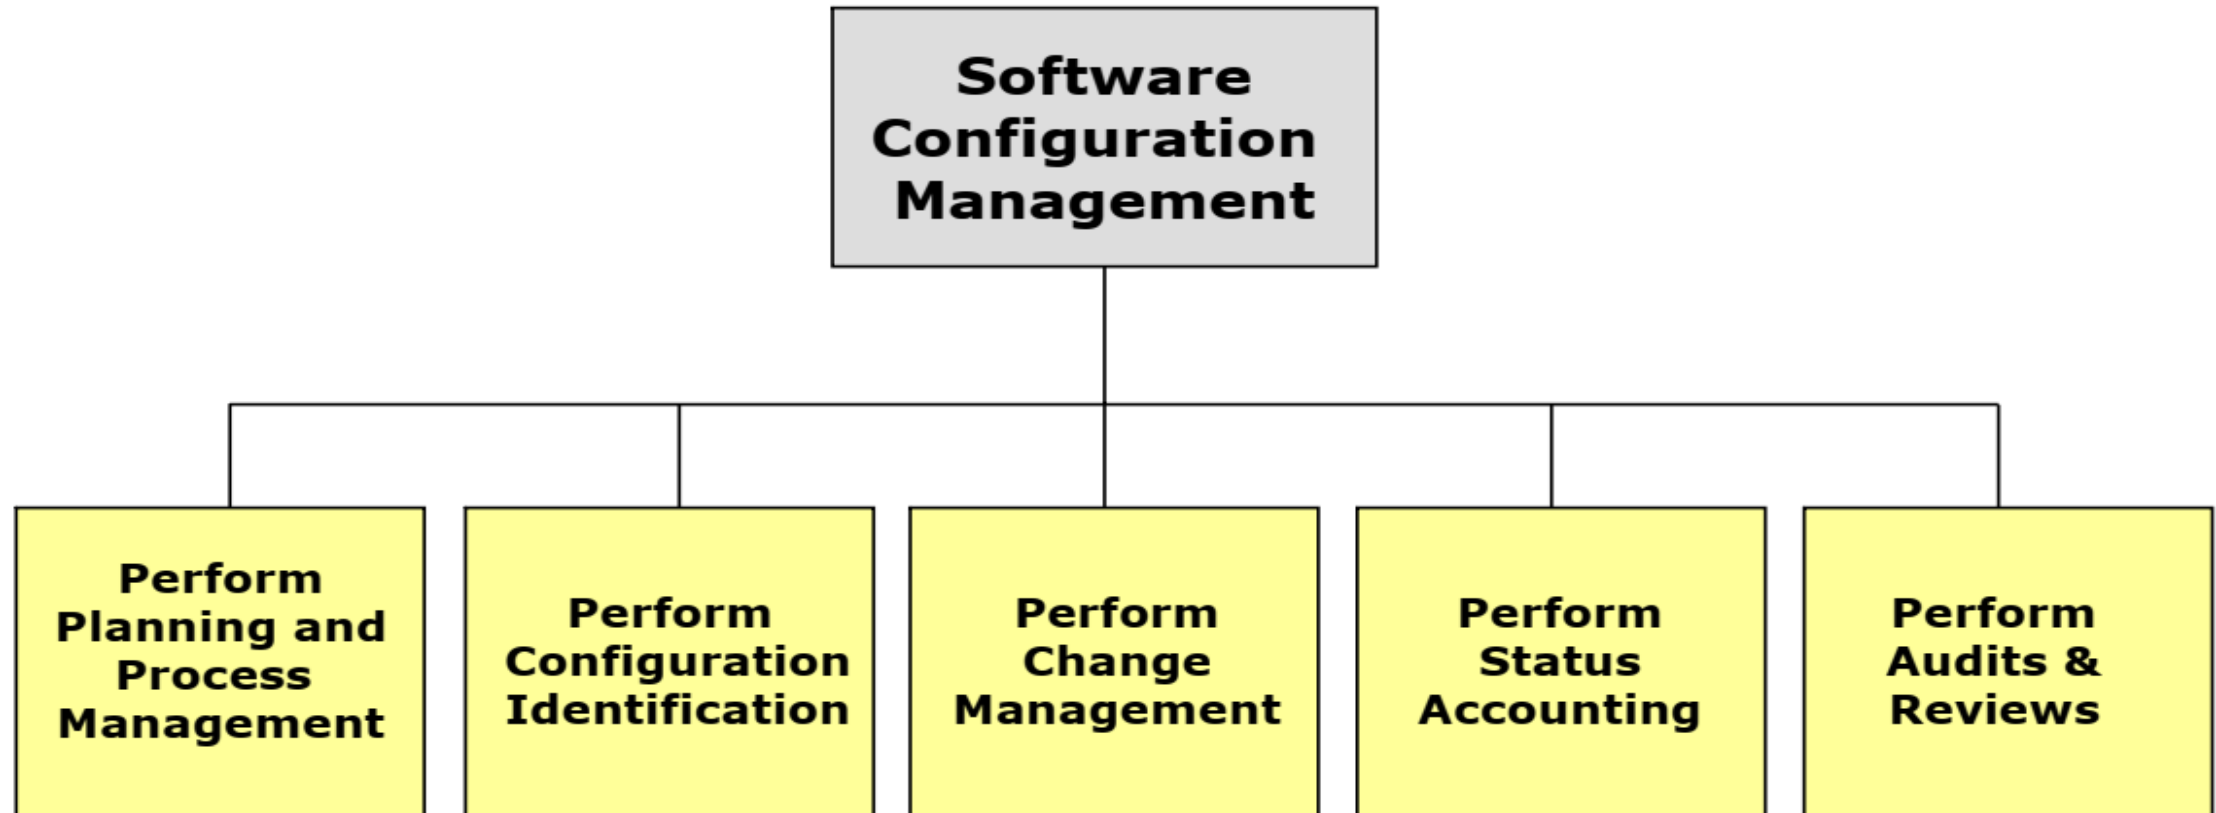 Software
Configuration
Management
Perform
Planning and
Process
Management
Perform
Configuration
Identification
Perform
Change
Management
Perform
Status
Accounting
Perform
Audits &
Reviews